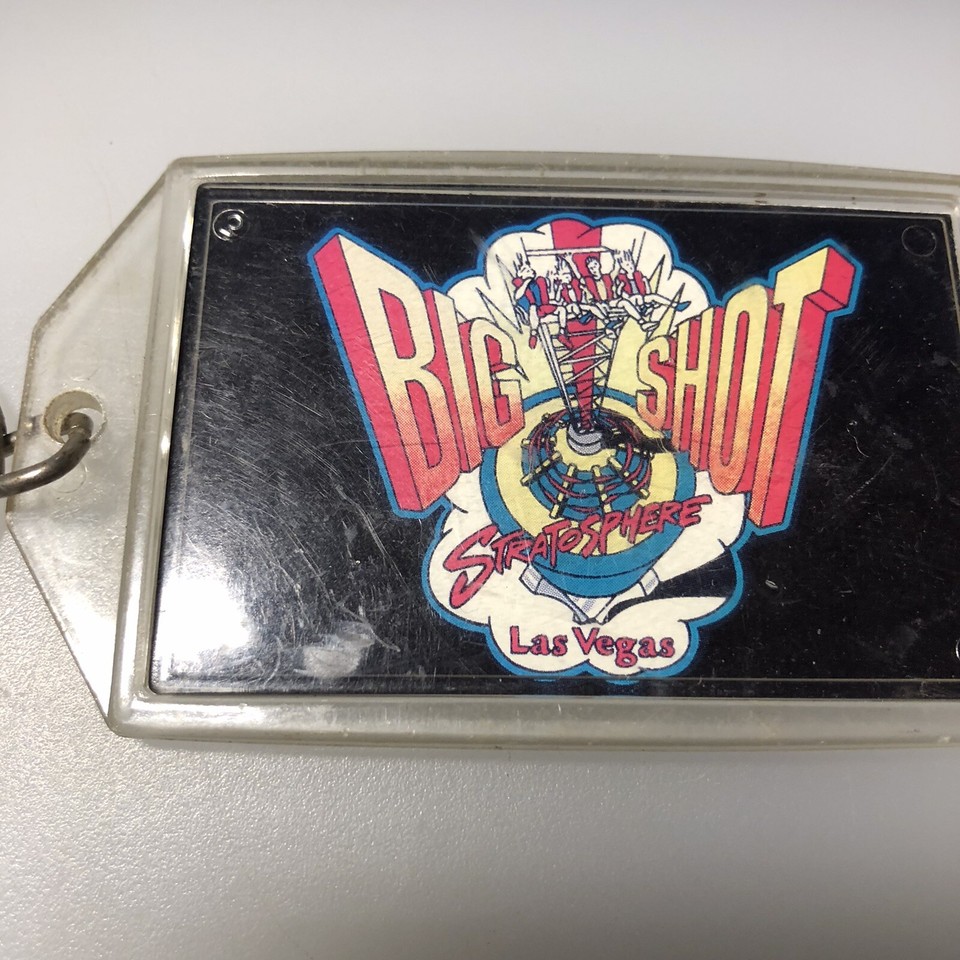 BIG SHOT
STRATOSPHERE
Las Vegas